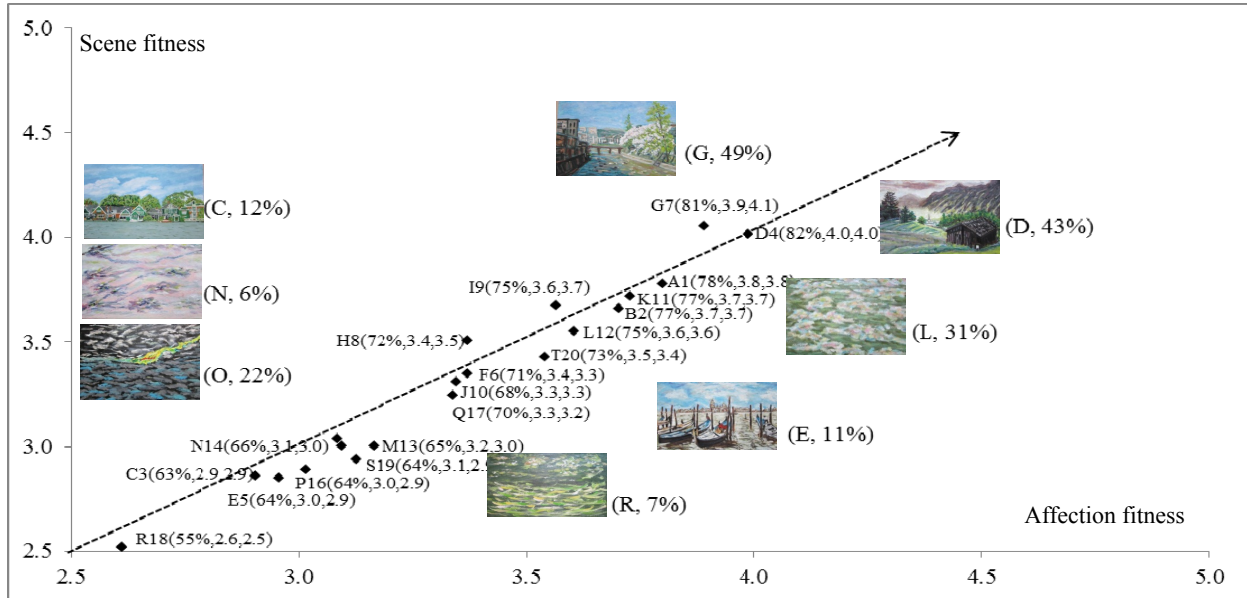 5.0
Scene fitness
4.5
(G, 49%)
(C, 12%)
G7(81%,3.9,4.1)
4.0
D4(82%,4.0,4.0)
(D, 43%)
(N, 6%)
I9(75%,3.6,3.7)
A1(78%,3.8,3.8)
K11(77%,3.7,3.7)
B2(77%,3.7,3.7)
H8(72%,3.4,3.5)
L12(75%,3.6,3.6)
(L, 31%)
3.5
T20(73%,3.5,3.4)
(O, 22%)
F6(71%,3.4,3.3)
J10(68%,3.3,3.3)
Q17(70%,3.3,3.2)
(E, 11%)
3.0
N14(66%,3.1,3.0)
M13(65%,3.2,3.0)
S19(64%,3.1,2.9
C3(63%,2.9,2.9)
P16(64%,3.0,2.9)
E5(64%,3.0,2.9)
(R, 7%)
R18(55%,2.6,2.5)
Affection fitness
2.5
2.5 3.0 3.5 4.0 4.5 5.0